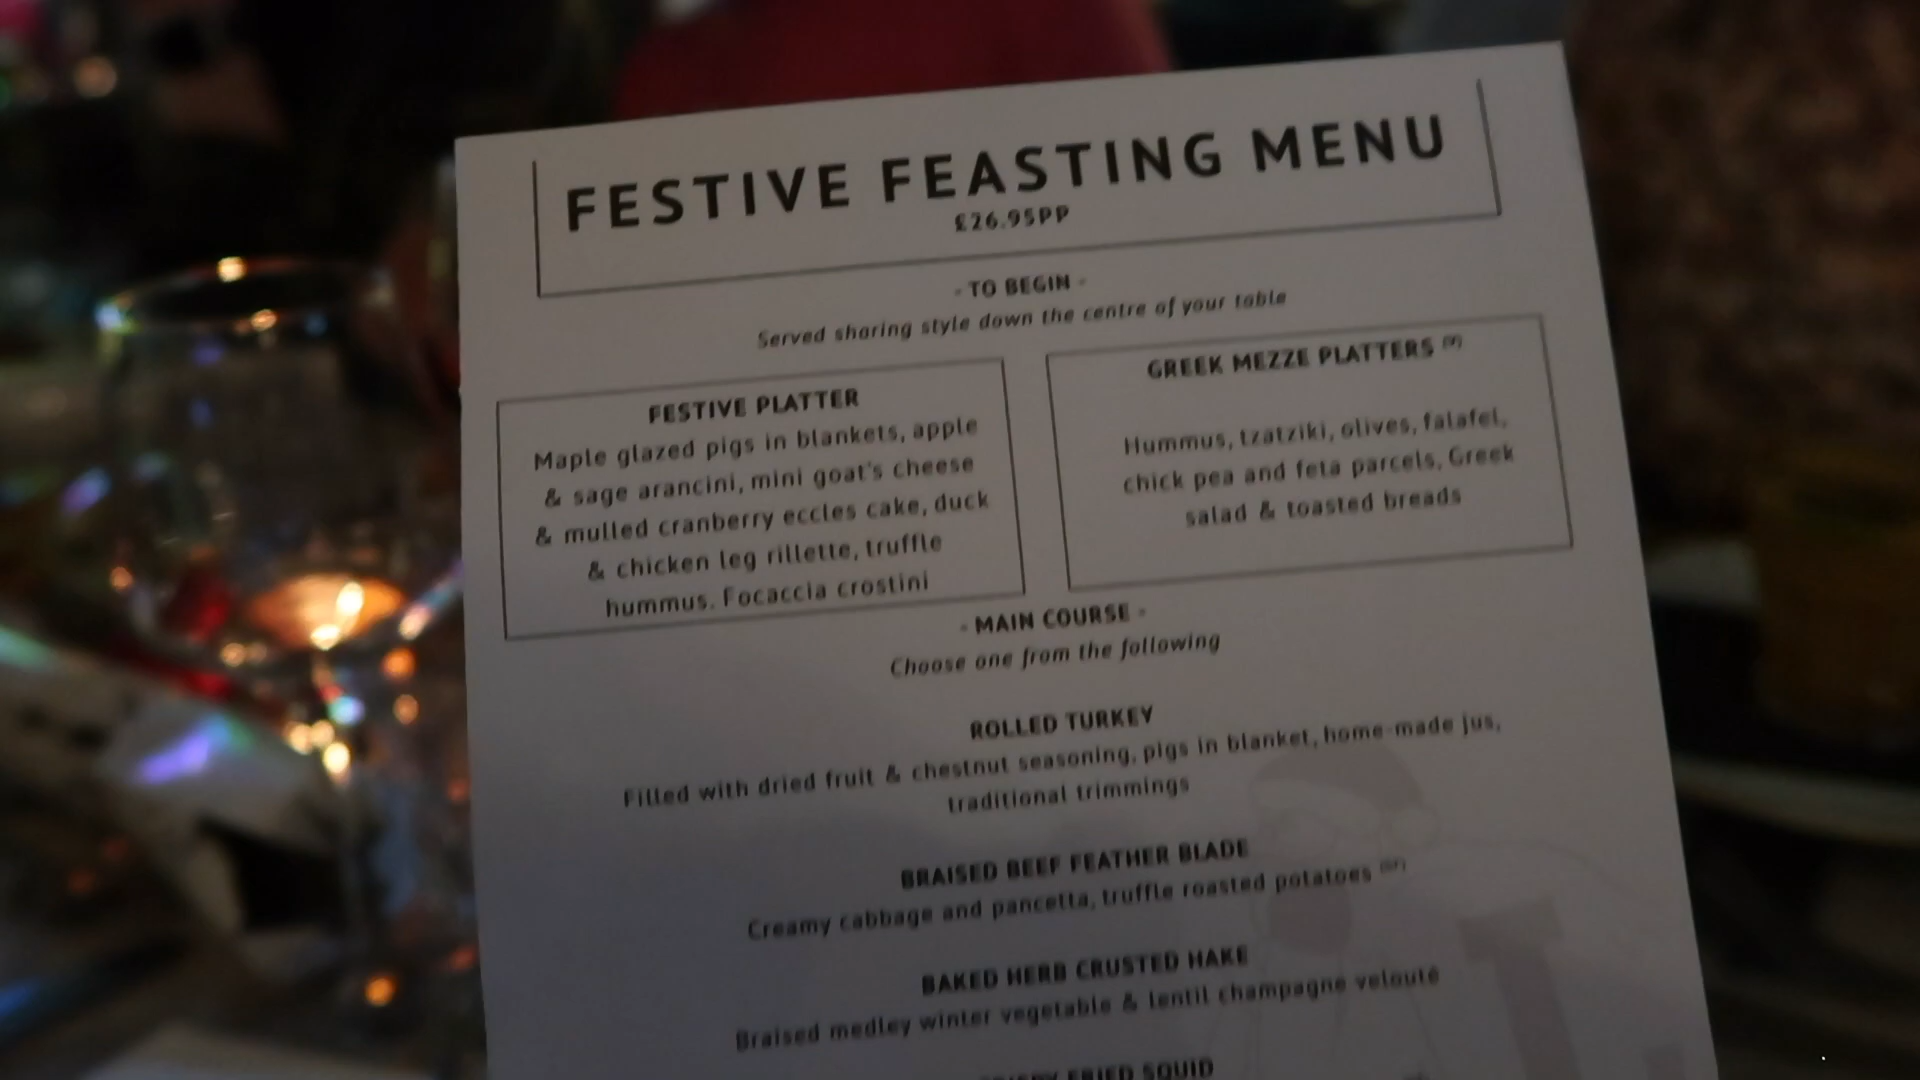 FESTIVE FEASTING MENU
£26.95PP
- TO BEGIN -
Served sharing style down the centre of your table
FESTIVE PLATTER
Maple glazed pigs in blankets, apple
& sage arancini, mini goat's cheese
& mulled cranberry eccles cake, duck
& chicken leg rillette, truffle
hummus. Focaccia crostini
GREEK MEZZE PLATTERS (V)
Hummus, tzatziki, olives, falafel,
chick pea and feta parcels, Greek
salad & toasted breads
- MAIN COURSE -
Choose one from the following
ROLLED TURKEY
Filled with dried fruit & chestnut seasoning, pigs in blanket, home-made jus,
traditional trimmings
BRAISED BEEF FEATHER BLADE
Creamy cabbage and pancetta, truffle roasted potatoes
BAKED HERB CRUSTED HAKE
Braised medley winter vegetable & lentil champagne velouté
FRIED SQUID